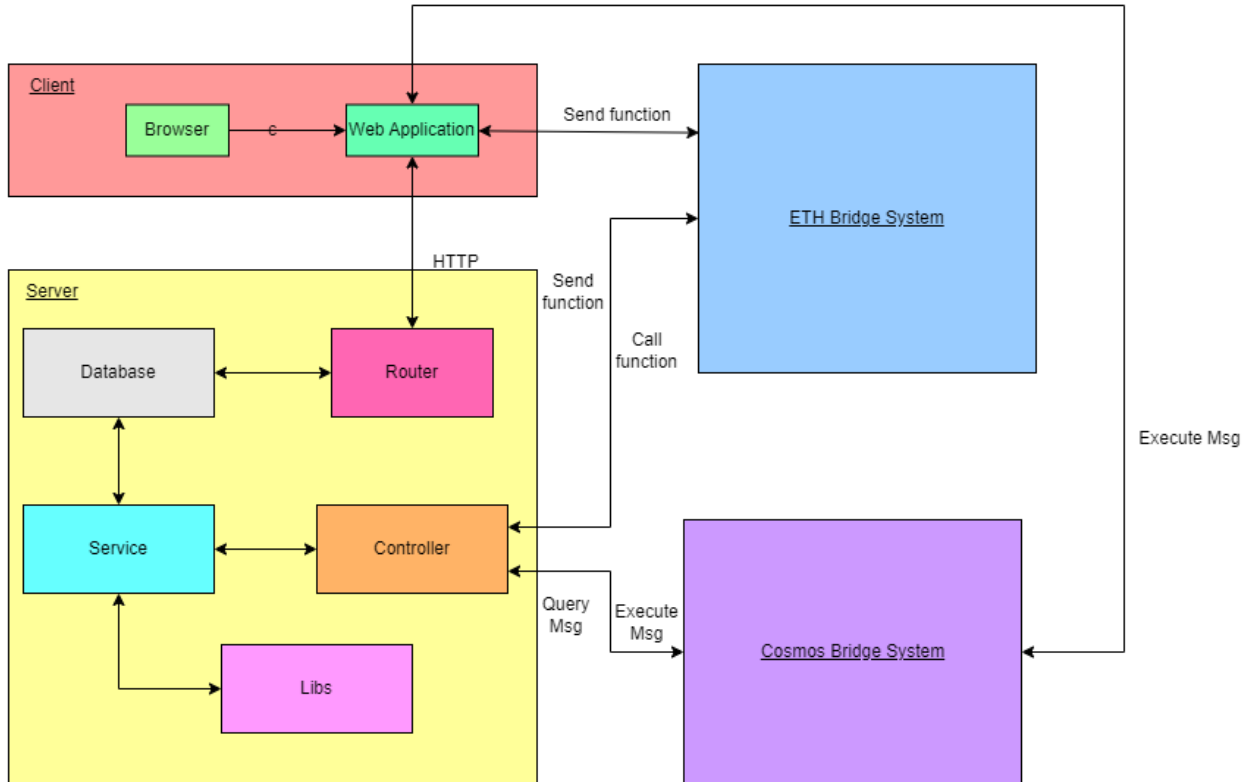 Client
Browser
c
Web Application
Send function
ETH Bridge System
HTTP
Server
Send
function
Call
function
Database
Router
Execute Msg
Service
Controller
Query
Msg
Execute
Msg
Cosmos Bridge System
Libs